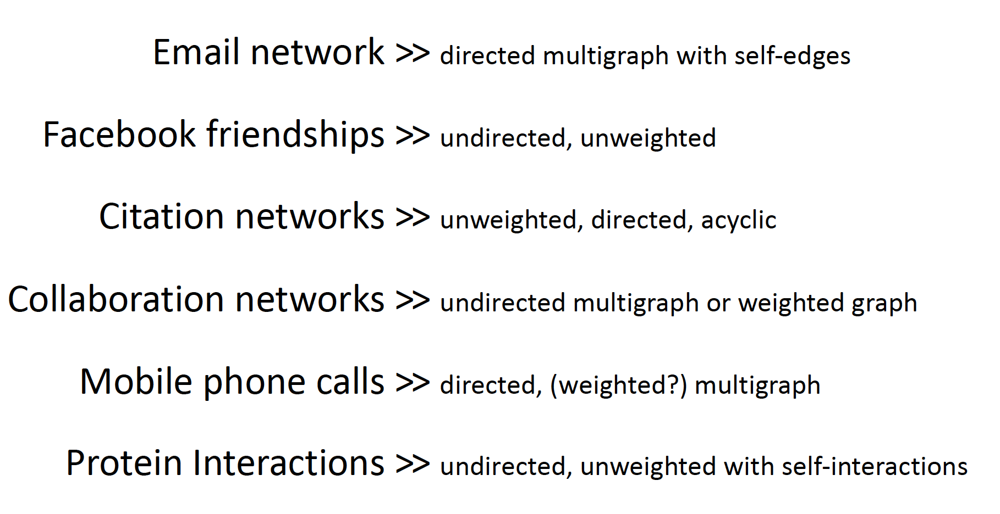 Email network >> directed multigraph with self-edges
Facebook friendships >> undirected, unweighted
Citation networks >> unweighted, directed, acyclic
Collaboration networks >> undirected multigraph or weighted graph
Mobile phone calls >> directed, (weighted?) multigraph
Protein Interactions >> undirected, unweighted with self-interactions